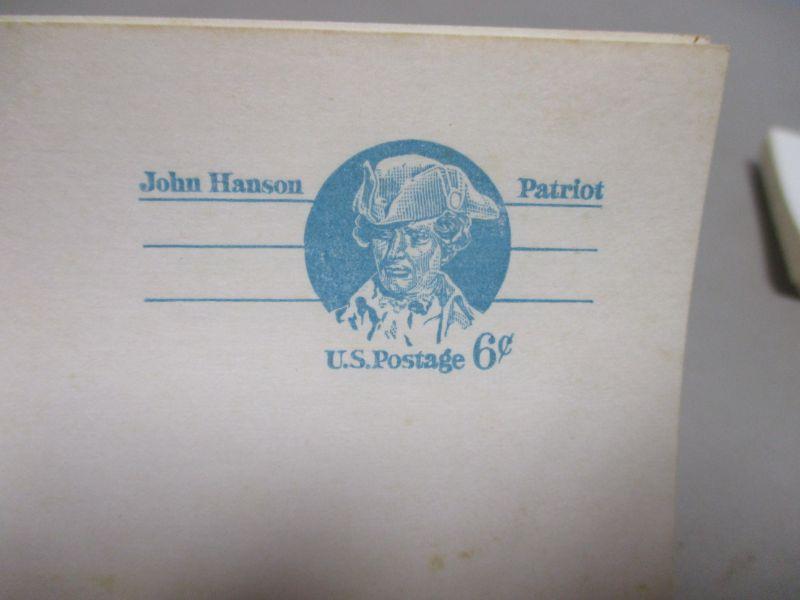 John Hanson Patriot
U.S. Postage 6¢